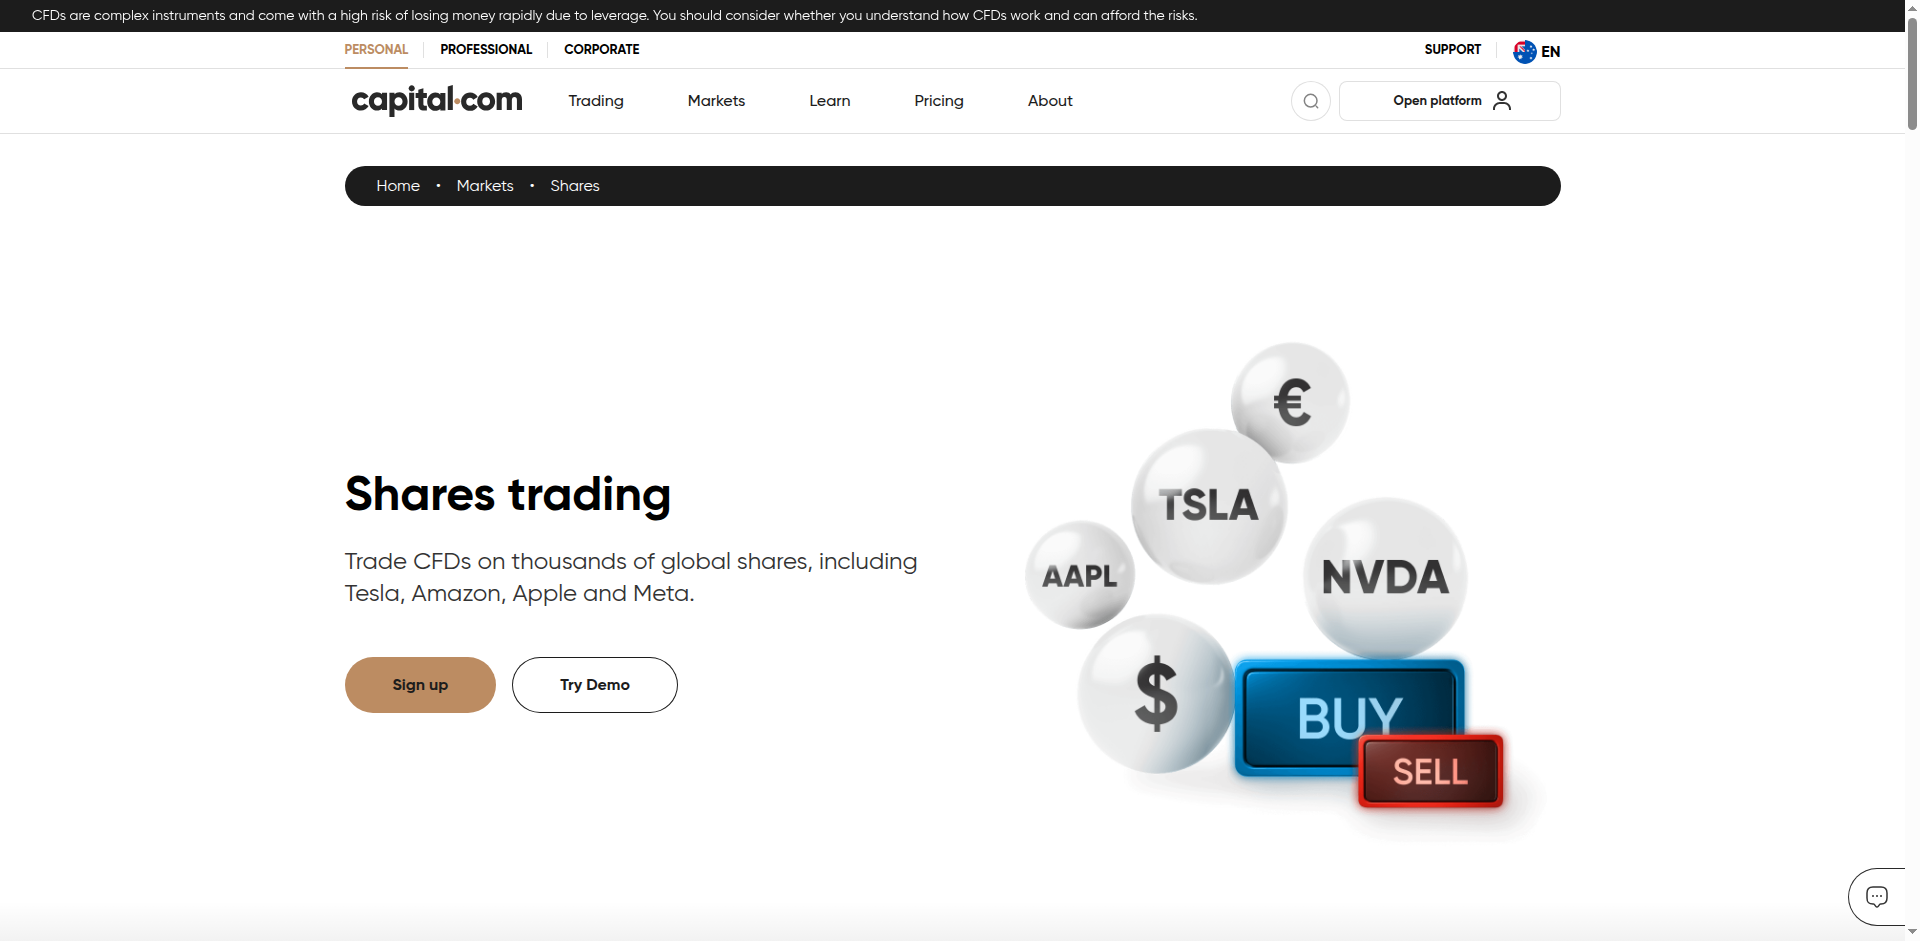 CFDs are complex instruments and come with a high risk of losing money rapidly due to leverage. You should consider whether you understand how CFDs work and can afford the risks.
PERSONAL PROFESSIONAL CORPORATE SUPPORT EN
capital.com Trading Markets Learn Pricing About Open platform
Home • Markets • Shares
€
TSLA
AAPL
NVDA
$
BUY
SELL
Shares trading
Trade CFDs on thousands of global shares, including
Tesla, Amazon, Apple and Meta.
Sign up Try Demo